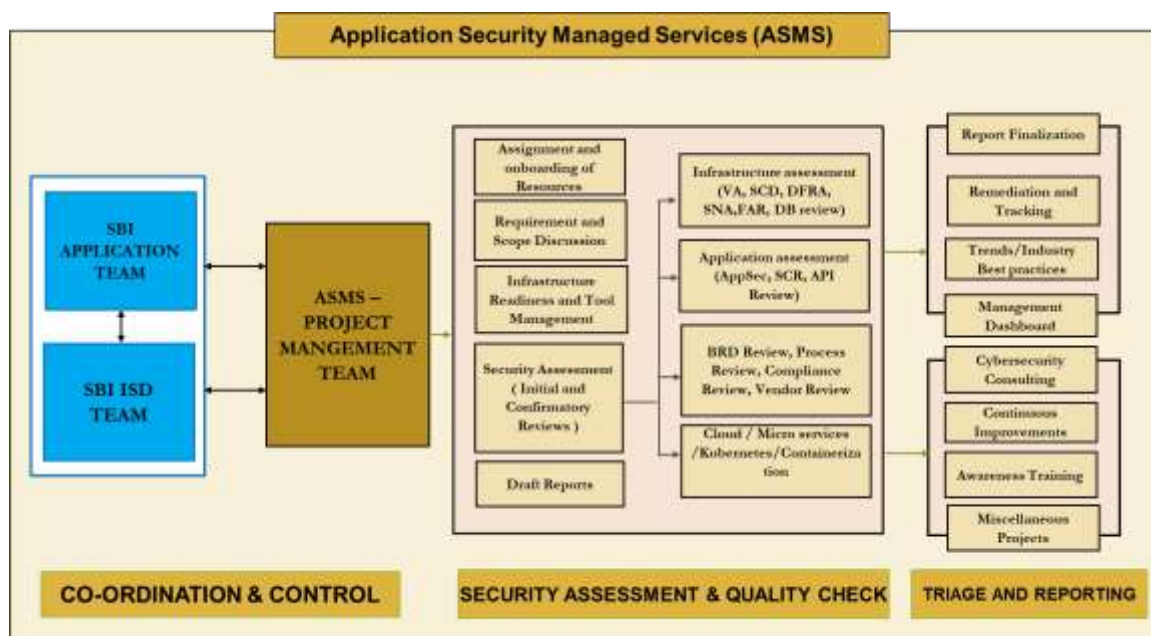 Application Security Managed Services (ASMS)
SBI
APPLICATION
TEAM
SBI ISD
TEAM
ASMS –
PROJECT
MANGEMENT
TEAM
Assignment and
onboarding of
Resources
Requirement and
Scope Discussion
Infrastructure
Readiness and Tool
Management
Security Assessment
( Initial and
Confirmatory
Reviews )
Draft Reports
Infrastructure assessment
(VA, SCD, DFRA,
SNA,FAR, DB review)
Application assessment
(AppSec, SCR, API
Review)
BRD Review, Process
Review, Compliance
Review, Vendor Review
Cloud / Micro services
/Kubernetes/Containeriza
tion
Report Finalization
Remediation and
Tracking
Trends/Industry
Best practices
Management
Dashboard
Cybersecurity
Consulting
Continuous
Improvements
Awareness Training
Miscellaneous
Projects
CO-ORDINATION & CONTROL
SECURITY ASSESSMENT & QUALITY CHECK
TRIAGE AND REPORTING